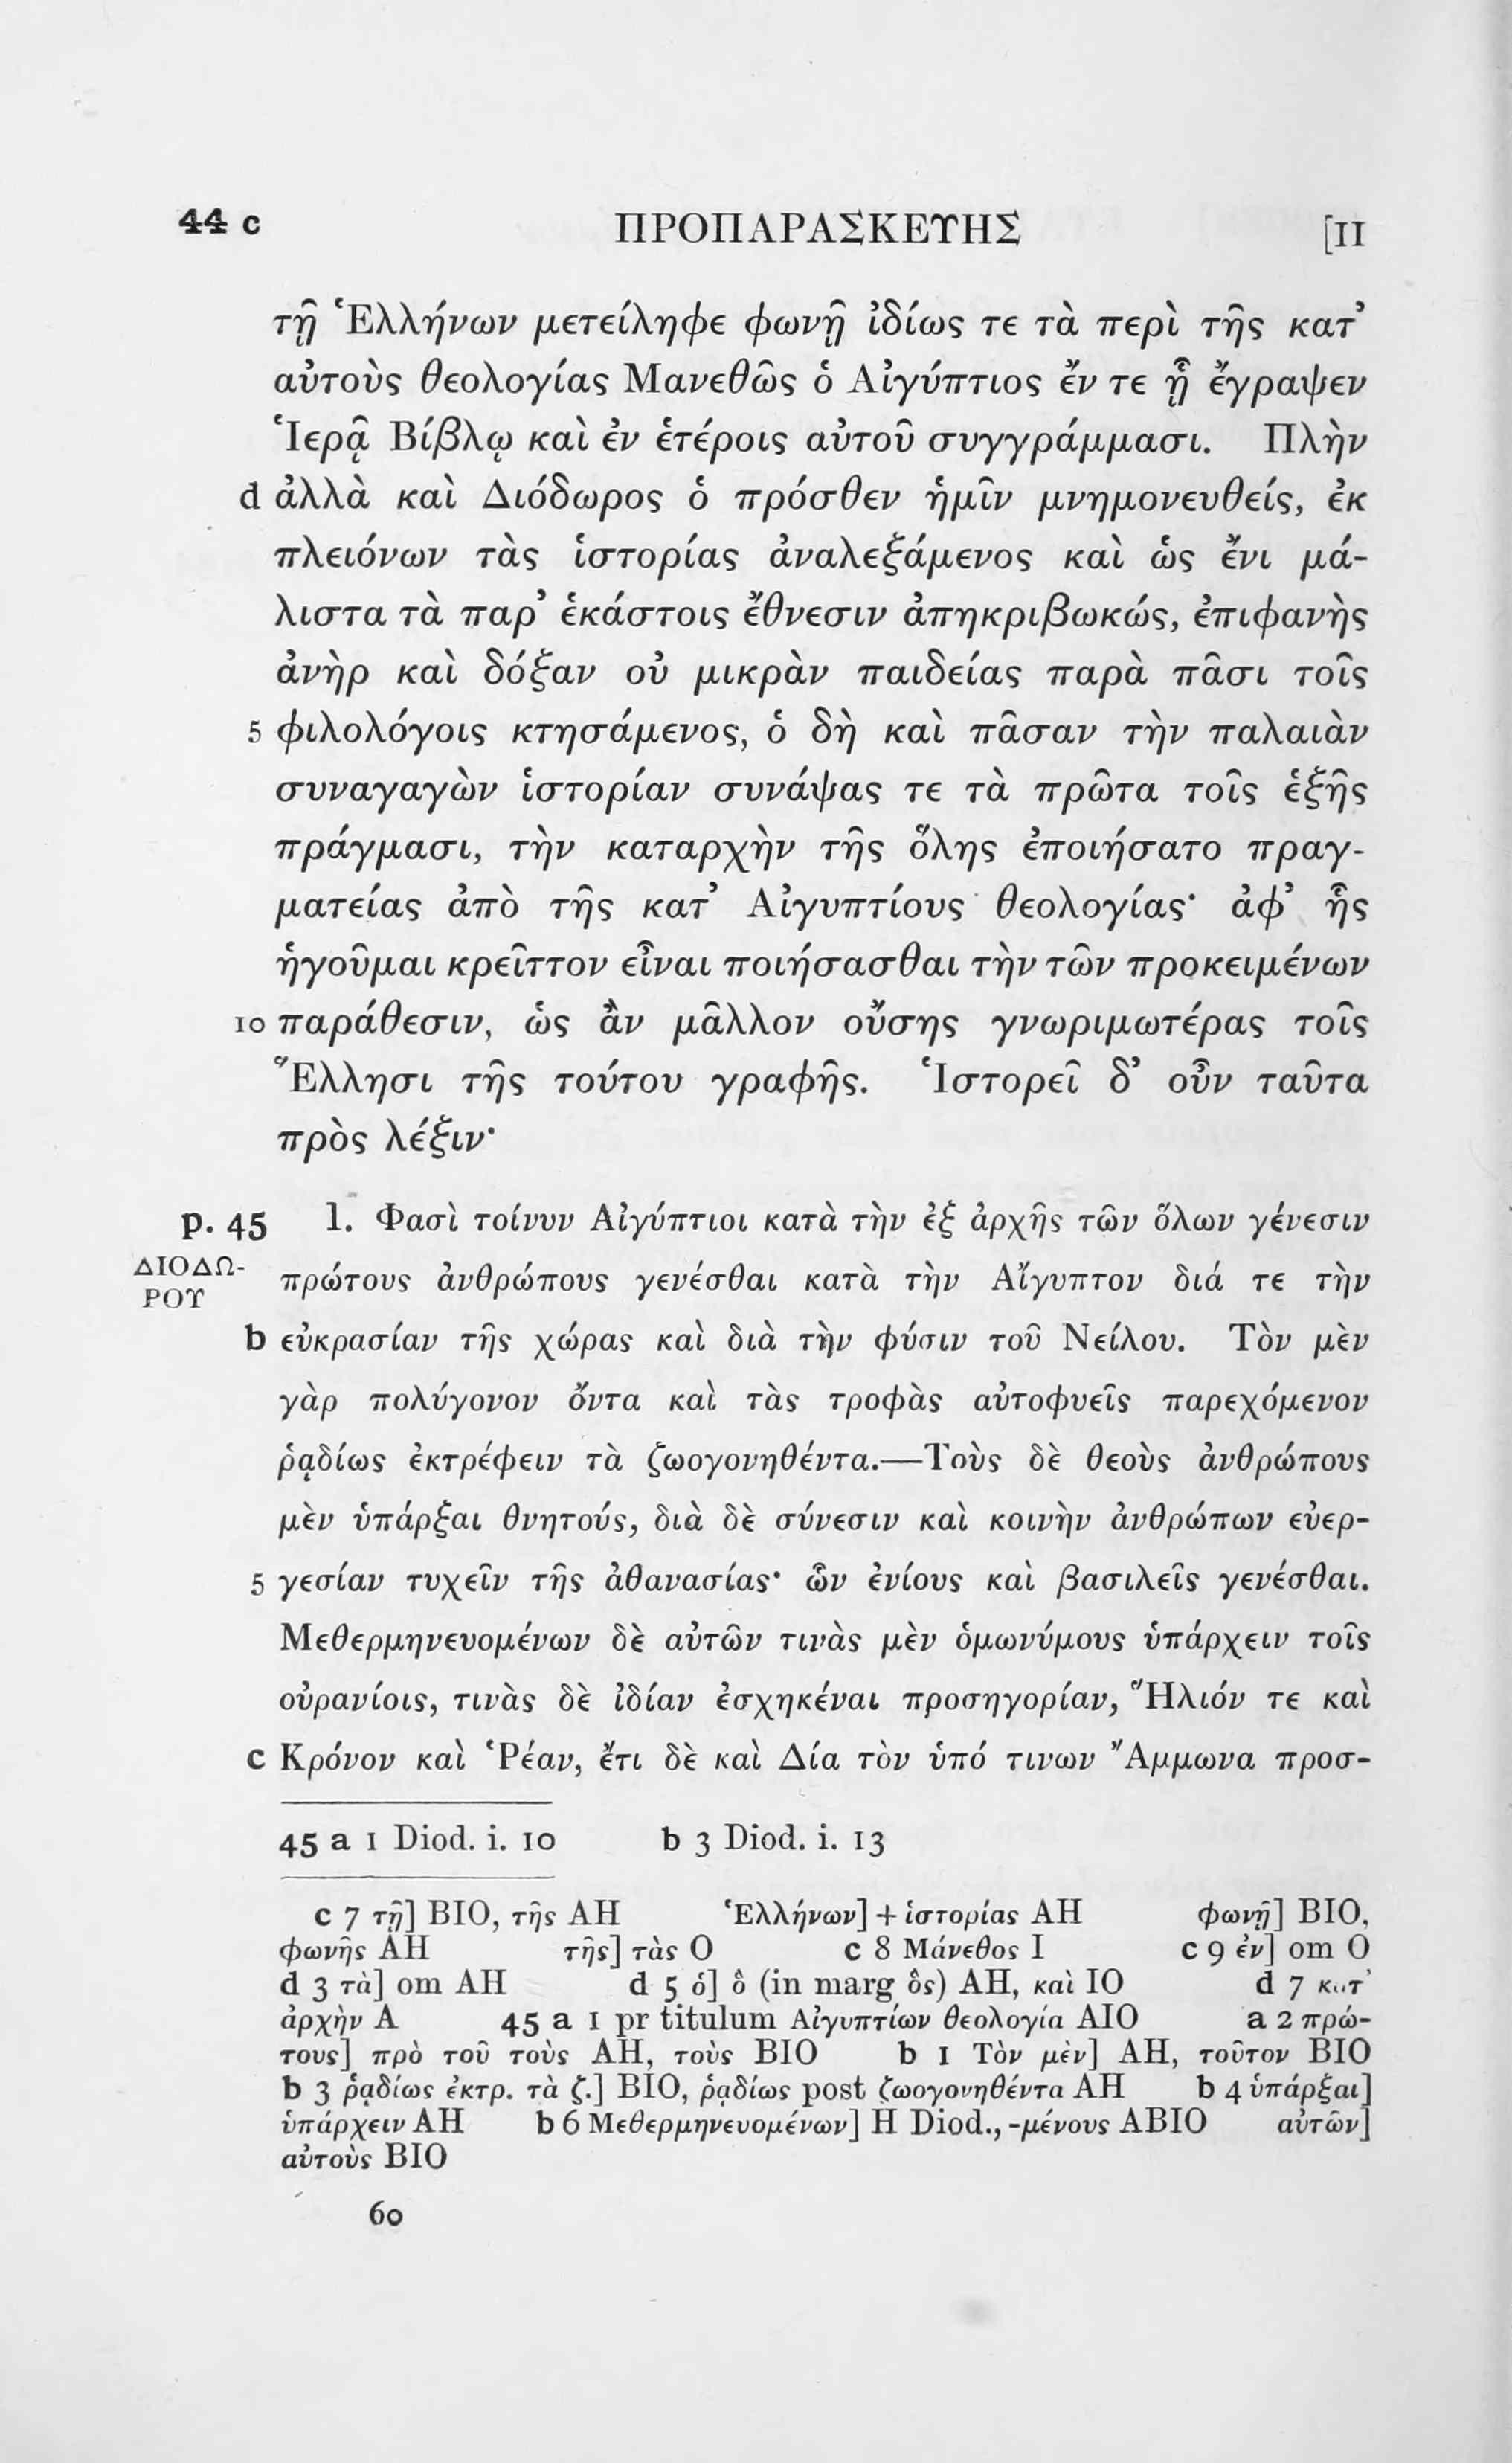 44 c ΠΡΟΠΑΡΑΣΚΕΥΗΣ [II
τῇ Ἑλλήνων μετείληφε φωνῇ ἰδίως τε τὰ περὶ τῆς κατ’
αὐτοὺς θεολογίας Μανεθῶς ὁ Αἰγύπτιος ἔν τε ᾗ ἔγραψεν
Ἱερᾷ Βίβλῳ καὶ ἐν ἑτέροις αὐτοῦ συγγράμμασι. Πλὴν
d ἀλλὰ καὶ Διόδωρος ὁ πρόσθεν ἡμῖν μνημονευθείς, ἐκ
πλειόνων τὰς ἱστορίας ἀναλεξάμενος καὶ ὡς ἔνι μά-
λιστα τὰ παρ’ ἑκάστοις ἔθνεσιν ἀπηκριβωκώς, ἐπιφανὴς
ἀνὴρ καὶ δόξαν οὐ μικρὰν παιδείας παρὰ πᾶσι τοῖς
5 φιλολόγοις κτησάμενος, ὁ δὴ καὶ πᾶσαν τὴν παλαιὰν
συναγαγὼν ἱστορίαν συνάψας τε τὰ πρῶτα τοῖς ἑξῆς
πράγμασι, τὴν καταρχὴν τῆς ὅλης ἐποιήσατο πραγ-
ματείας ἀπὸ τῆς κατ’ Αἰγυπτίους θεολογίας· ἀφ’ ἧς
ἡγοῦμαι κρεῖττον εἶναι ποιήσασθαι τὴν τῶν προκειμένων
10 παράθεσιν, ὡς ἂν μᾶλλον οὔσης γνωριμωτέρας τοῖς
Ἕλλησι τῆς τούτου γραφῆς. Ἱστορεῖ δ’ οὖν ταῦτα
πρὸς λέξιν·
p. 45 1. Φασὶ τοίνυν Αἰγύπτιοι κατὰ τὴν ἐξ ἀρχῆς τῶν ὅλων γένεσιν
ΔΙΟΔΩ-
ΡΟΥ
πρώτους ἀνθρώπους γενέσθαι κατὰ τὴν Αἴγυπτον διά τε τὴν
b εὐκρασίαν τῆς χώρας καὶ διὰ τὴν φύσιν τοῦ Νείλου. Τὸν μὲν
γὰρ πολύγονον ὄντα καὶ τὰς τροφὰς αὐτοφυεῖς παρεχόμενον
ῥᾳδίως ἐκτρέφειν τὰ ζωογονηθέντα.—Τοὺς δὲ θεοὺς ἀνθρώπους
μὲν ὑπάρξαι θνητούς, διὰ δὲ σύνεσιν καὶ κοινὴν ἀνθρώπων εὐερ-
5 γεσίαν τυχεῖν τῆς ἀθανασίας· ὧν ἐνίους καὶ βασιλεῖς γενέσθαι.
Μεθερμηνευομένων δὲ αὐτῶν τινὰς μὲν ὁμωνύμους ὑπάρχειν τοῖς
οὐρανίοις, τινὰς δὲ ἰδίαν ἐσχηκέναι προσηγορίαν, Ἥλιόν τε καὶ
c Κρόνον καὶ Ῥέαν, ἔτι δὲ καὶ Δία τὸν ὑπό τινων Ἄμμωνα προσ-
45 a 1 Diod. i. 10 b 3 Diod. i. 13
c 7 τῇ] BIO, τῆς AH Ἑλλήνων] + ἱστορίας AH φωνῇ] BIO,
φωνῆς AH τῆς] τὰς O c 8 Μάνεθος I c 9 ἐν] om O
d 3 τὰ] om AH d 5 ὁ] ὃ (in marg ὃς) AH, καὶ IO d 7 κατ’
ἀρχὴν A 45 a 1 pr titulum Αἰγυπτίων θεολογία AIO a 2 πρώ-
τους] πρὸ τοῦ τοὺς AH, τοὺς BIO b 1 Τὸν μὲν] AH, τοῦτον BIO
b 3 ῥᾳδίως ἐκτρ. τὰ ζ.] BIO, ῥᾳδίως post ζωογονηθέντα AH b 4 ὑπάρξαι]
ὑπάρχειν AH b 6 Μεθερμηνευομένων] H Diod., -μένους ABIO αὐτῶν]
αὐτοὺς BIO
60